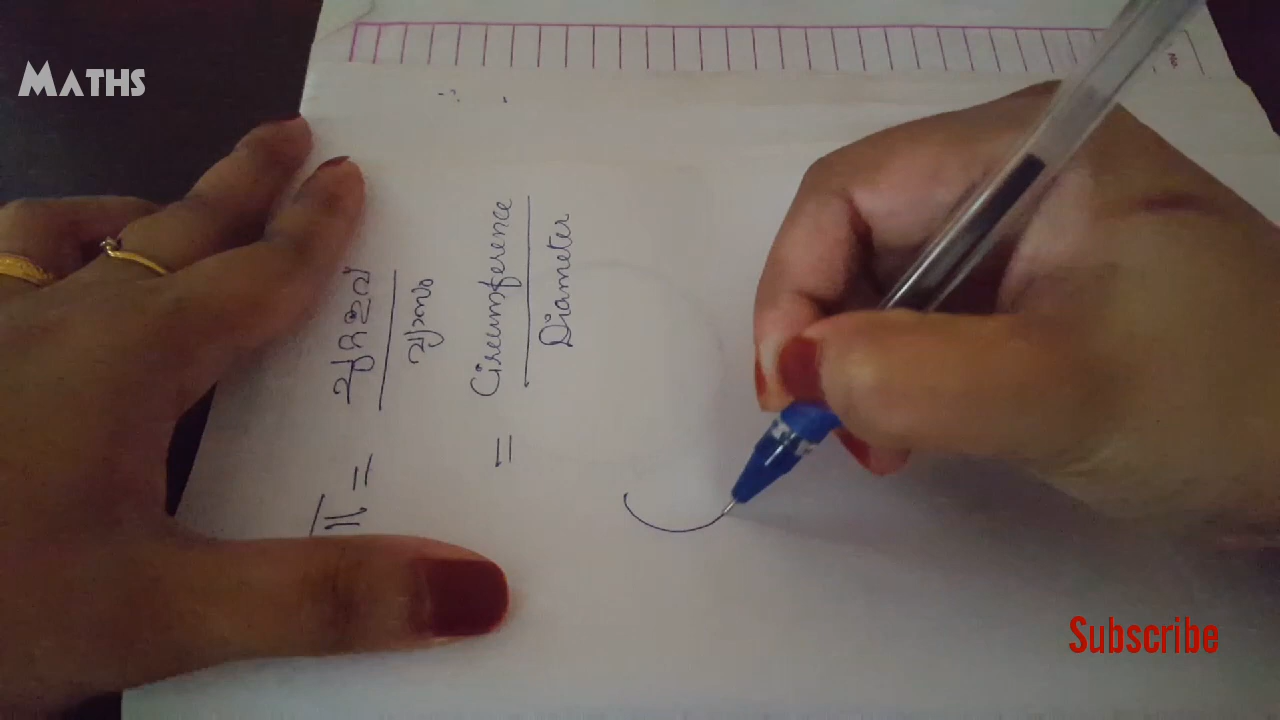 MATHS
π = ചുറ്റളവ് / വ്യാസം
= Circumference / Diameter
Subscribe